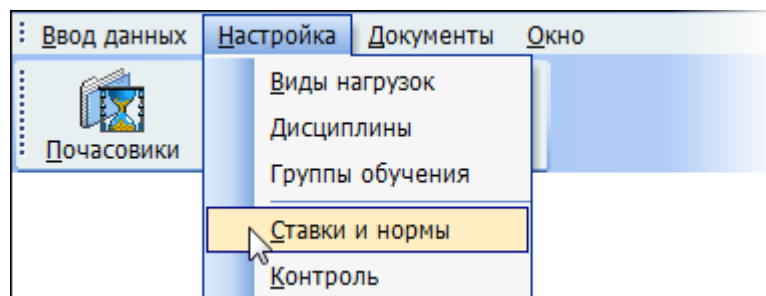 Ввод данных Настройка Документы Окно
Виды нагрузок
Дисциплины
Почасовики
Группы обучения
Ставки и нормы
Контроль